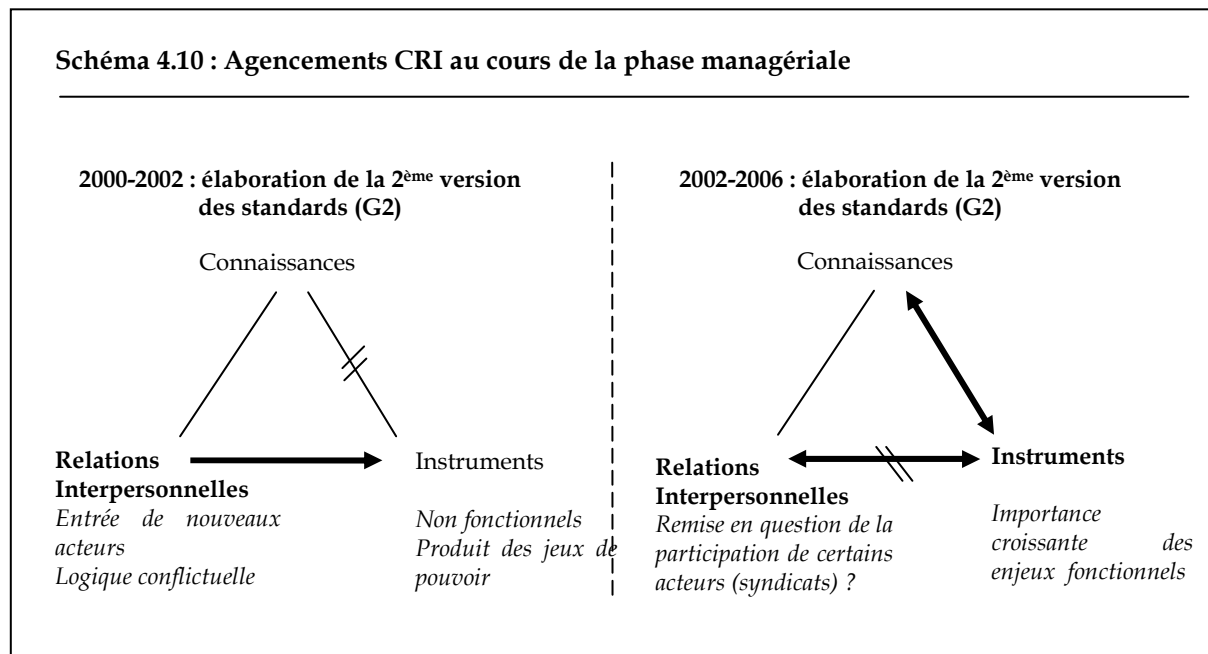 Schéma 4.10 : Agencements CRI au cours de la phase managériale
2000-2002 : élaboration de la 2ème version
des standards (G2)
Connaissances
Relations
Interpersonnelles
Entrée de nouveaux
acteurs
Logique conflictuelle
Instruments
Non fonctionnels
Produit des jeux de
pouvoir
2002-2006 : élaboration de la 2ème version
des standards (G2)
Connaissances
Relations
Interpersonnelles
Remise en question de la
participation de certains
acteurs (syndicats) ?
Instruments
Importance
croissante des
enjeux fonctionnels